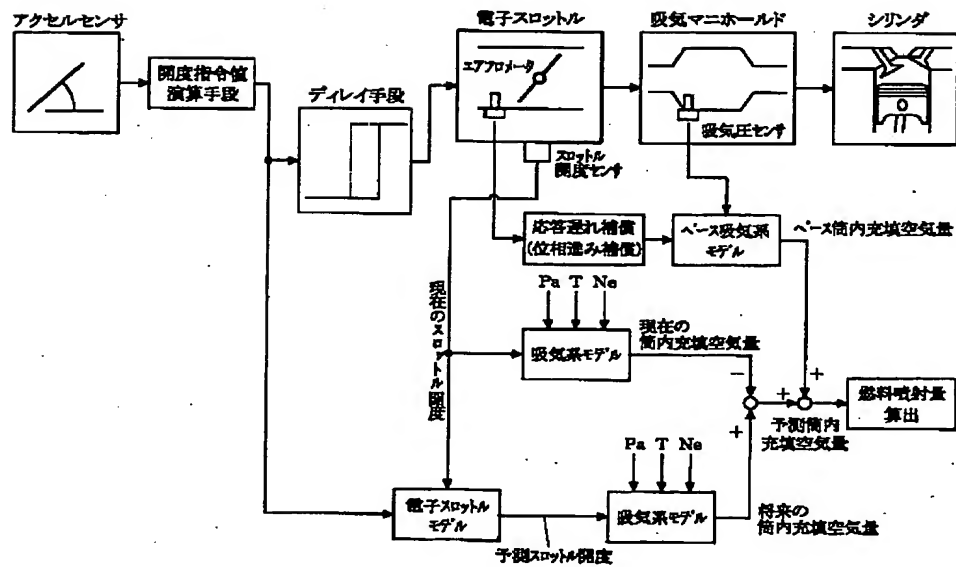 アクセルセンサ
開度指令値
演算手段
ディレイ手段
電子スロットル
エアフロメータ
スロットル
開度センサ
吸気マニホールド
吸気圧センサ
シリンダ
応答遅れ補償
(位相進み補償)
ベース吸気系
モデル
ベース筒内充填空気量
現在のスロットル開度
Pa T Ne
吸気系モデル
現在の
筒内充填空気量
−
+
+
+
予測筒内
充填空気量
燃料噴射量
算出
電子スロットル
モデル
予測スロットル開度
Pa T Ne
吸気系モデル
将来の
筒内充填空気量